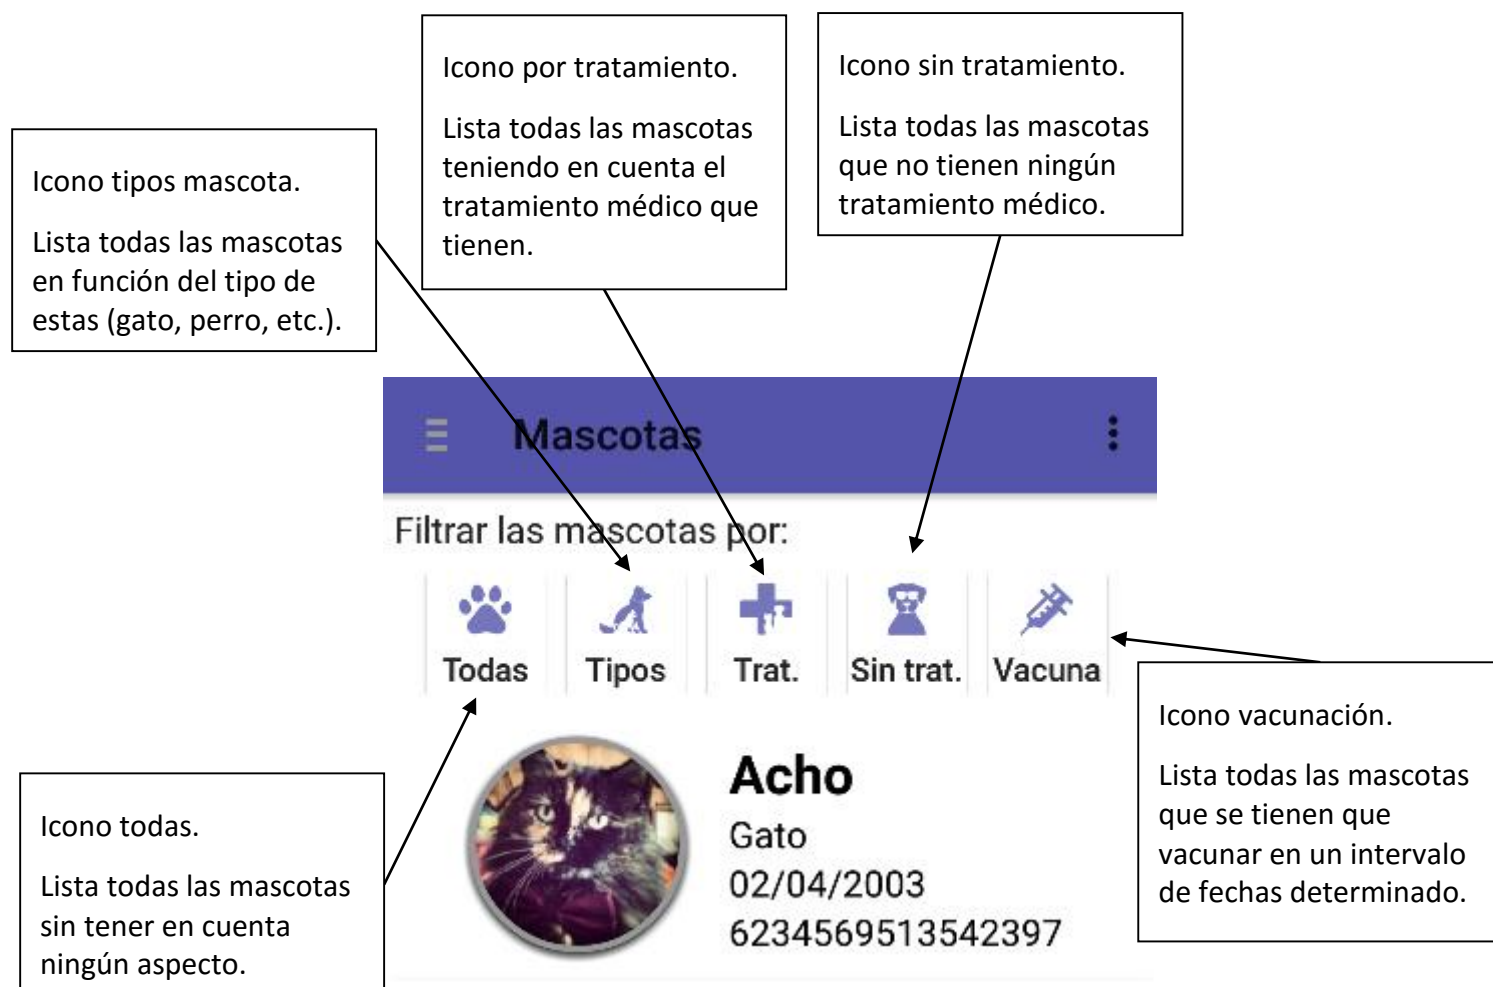 Icono por tratamiento.
Lista todas las mascotas
teniendo en cuenta el
tratamiento médico que
tienen.
Icono sin tratamiento.
Lista todas las mascotas
que no tienen ningún
tratamiento médico.
Icono tipos mascota.
Lista todas las mascotas
en función del tipo de
estas (gato, perro, etc.).
Mascotas
Filtrar las mascotas por:
Todas
Tipos
Trat.
Sin trat.
Vacuna
Acho
Gato
02/04/2003
6234569513542397
Icono vacunación.
Lista todas las mascotas
que se tienen que
vacunar en un intervalo
de fechas determinado.
Icono todas.
Lista todas las mascotas
sin tener en cuenta
ningún aspecto.